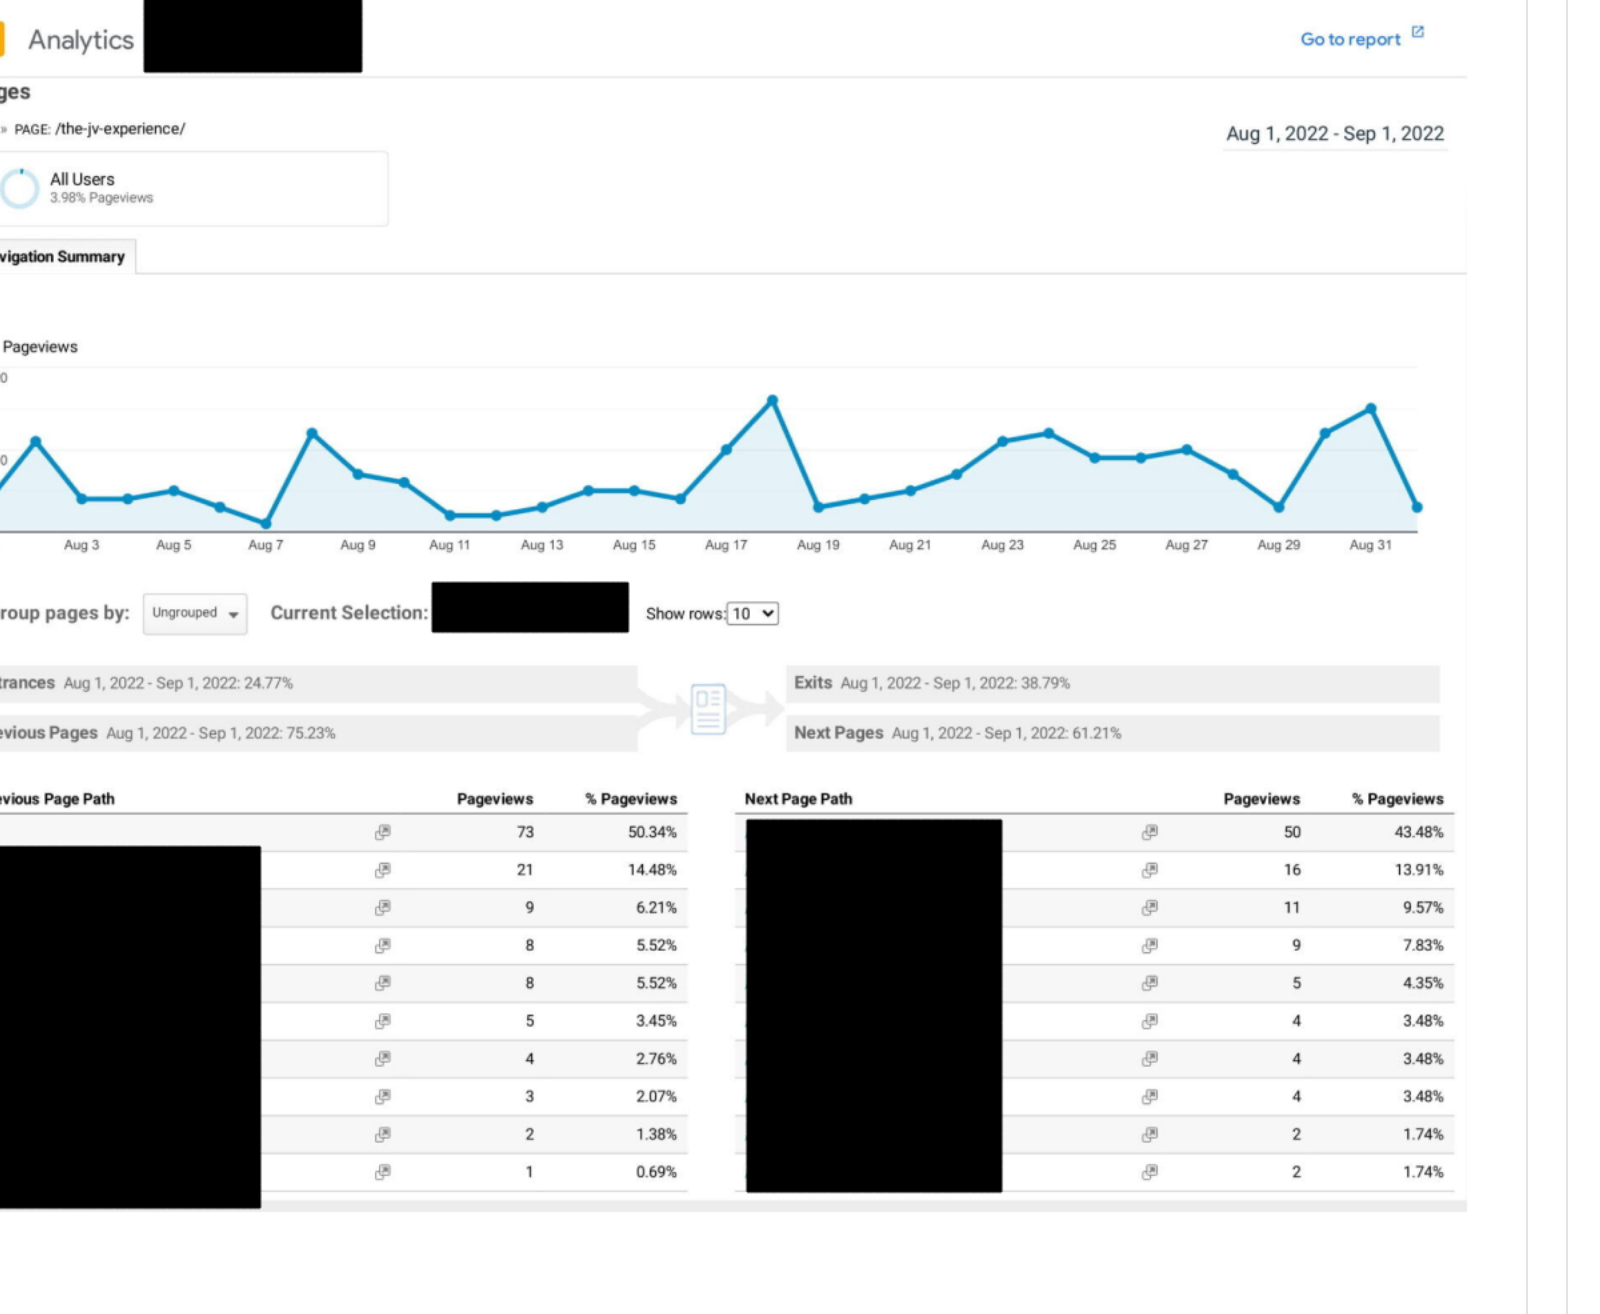 Analytics
Go to report
ges
» PAGE: /the-jv-experience/
Aug 1, 2022 - Sep 1, 2022
All Users
3.98% Pageviews
vigation Summary
Pageviews
0
0
Aug 3 Aug 5 Aug 7 Aug 9 Aug 11 Aug 13 Aug 15 Aug 17 Aug 19 Aug 21 Aug 23 Aug 25 Aug 27 Aug 29 Aug 31
roup pages by: Ungrouped Current Selection: Show rows: 10
trances Aug 1, 2022 - Sep 1, 2022: 24.77% Exits Aug 1, 2022 - Sep 1, 2022: 38.79%
evious Pages Aug 1, 2022 - Sep 1, 2022: 75.23% Next Pages Aug 1, 2022 - Sep 1, 2022: 61.21%
evious Page Path Pageviews % Pageviews Next Page Path Pageviews % Pageviews
73 50.34% 50 43.48%
21 14.48% 16 13.91%
9 6.21% 11 9.57%
8 5.52% 9 7.83%
8 5.52% 5 4.35%
5 3.45% 4 3.48%
4 2.76% 4 3.48%
3 2.07% 4 3.48%
2 1.38% 2 1.74%
1 0.69% 2 1.74%